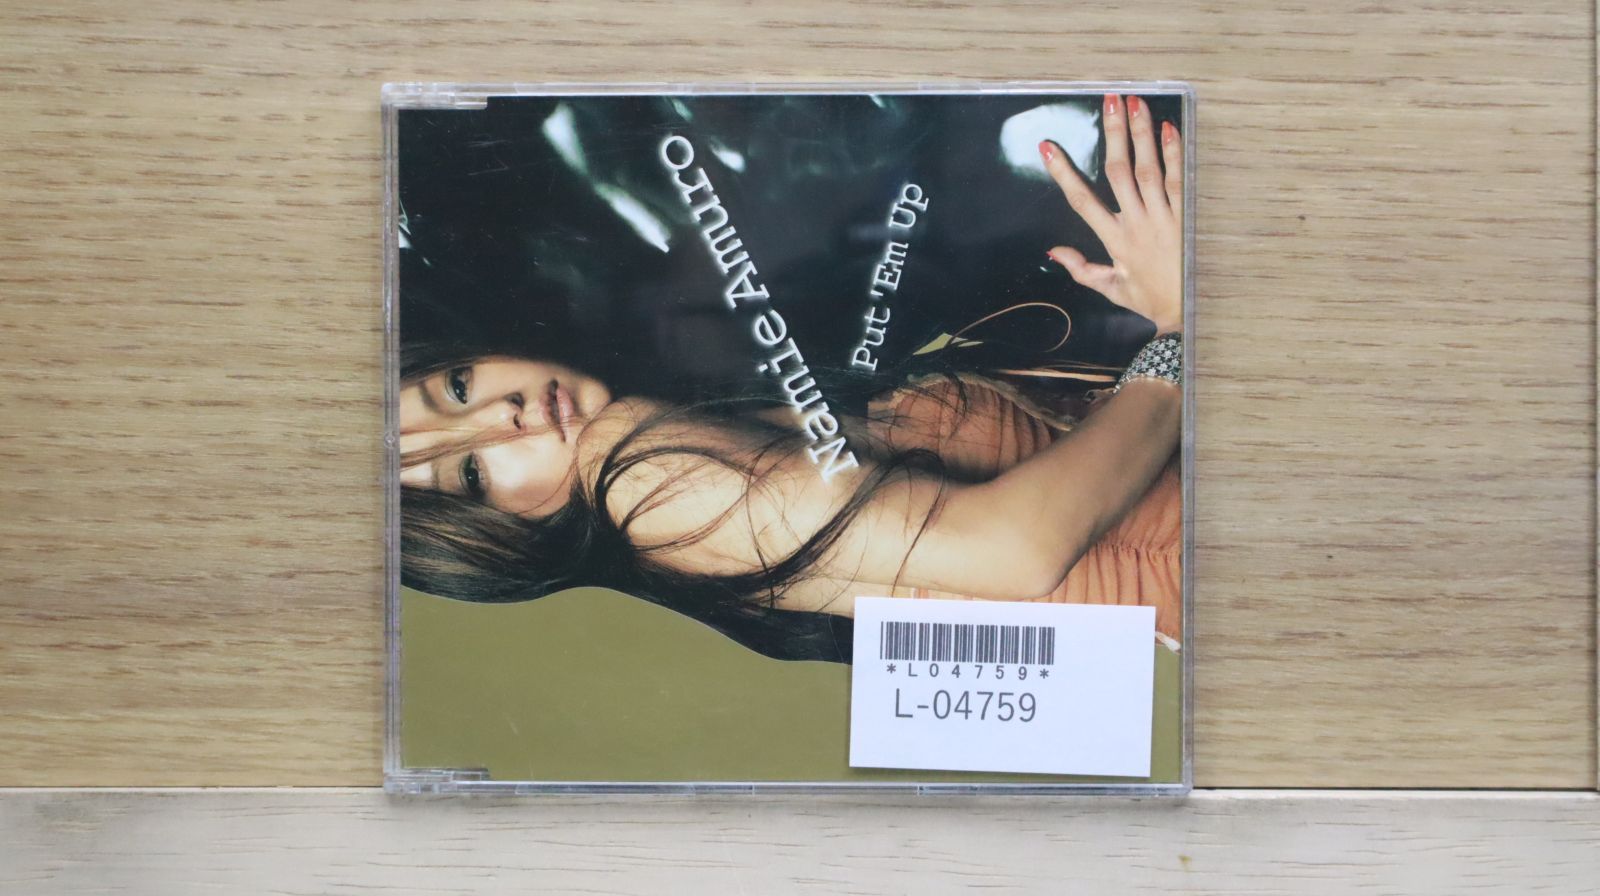 Namie Amuro
Put 'Em Up
*L04759*
L-04759